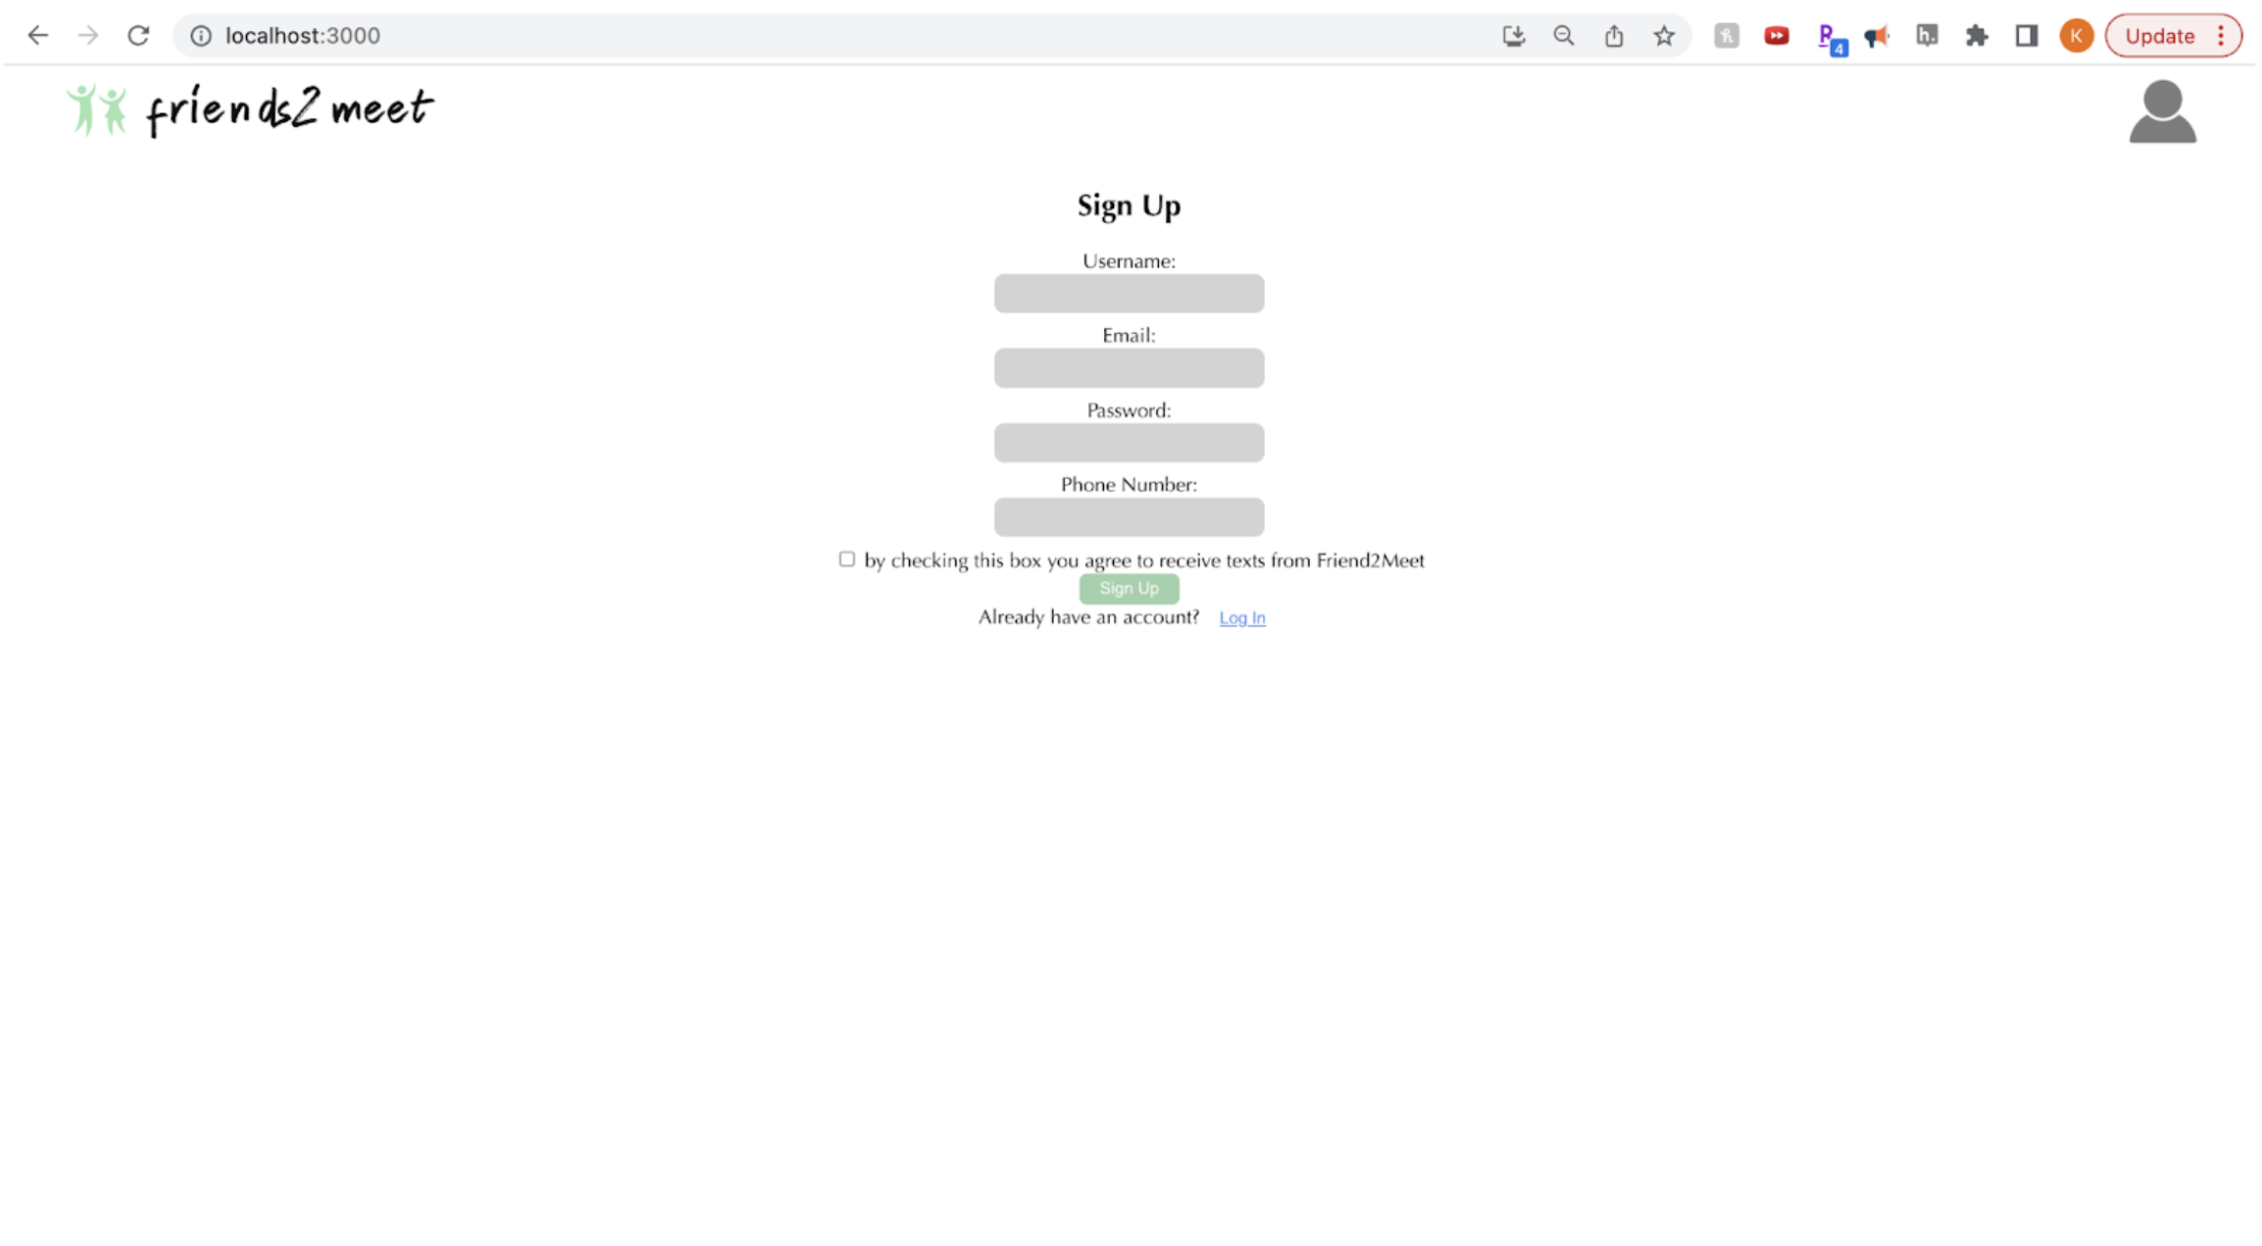 localhost:3000
4
h.
K
Update
friends2meet
Sign Up
Username:
Email:
Password:
Phone Number:
by checking this box you agree to receive texts from Friend2Meet
Sign Up
Already have an account? Log In